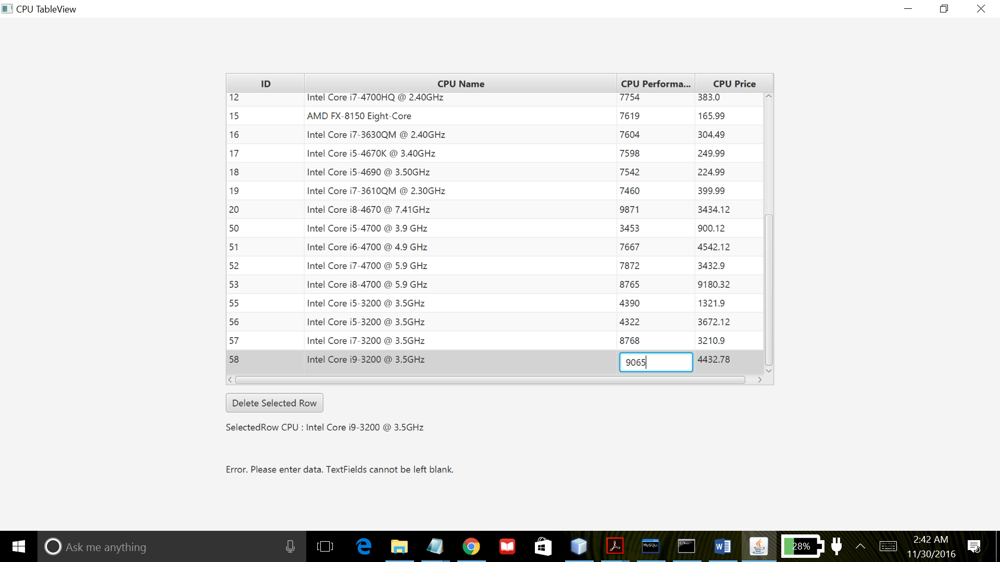 CPU TableView
ID CPU Name CPU Performa... CPU Price
12 Intel Core i7-4700HQ @ 2.40GHz 7754 383.0
15 AMD FX-8150 Eight-Core 7619 165.99
16 Intel Core i7-3630QM @ 2.40GHz 7604 304.49
17 Intel Core i5-4670K @ 3.40GHz 7598 249.99
18 Intel Core i5-4690 @ 3.50GHz 7542 224.99
19 Intel Core i7-3610QM @ 2.30GHz 7460 399.99
20 Intel Core i8-4670 @ 7.41GHz 9871 3434.12
50 Intel Core i5-4700 @ 3.9 GHz 3453 900.12
51 Intel Core i6-4700 @ 4.9 GHz 7667 4542.12
52 Intel Core i7-4700 @ 5.9 GHz 7872 3432.9
53 Intel Core i8-4700 @ 5.9 GHz 8765 9180.32
55 Intel Core i5-3200 @ 3.5GHz 4390 1321.9
56 Intel Core i5-3200 @ 3.5GHz 4322 3672.12
57 Intel Core i7-3200 @ 3.5GHz 8768 3210.9
58 Intel Core i9-3200 @ 3.5GHz 9065 4432.78
Delete Selected Row
SelectedRow CPU : Intel Core i9-3200 @ 3.5GHz
Error. Please enter data. TextFields cannot be left blank.
Ask me anything
MySQL
28%
2:42 AM
11/30/2016